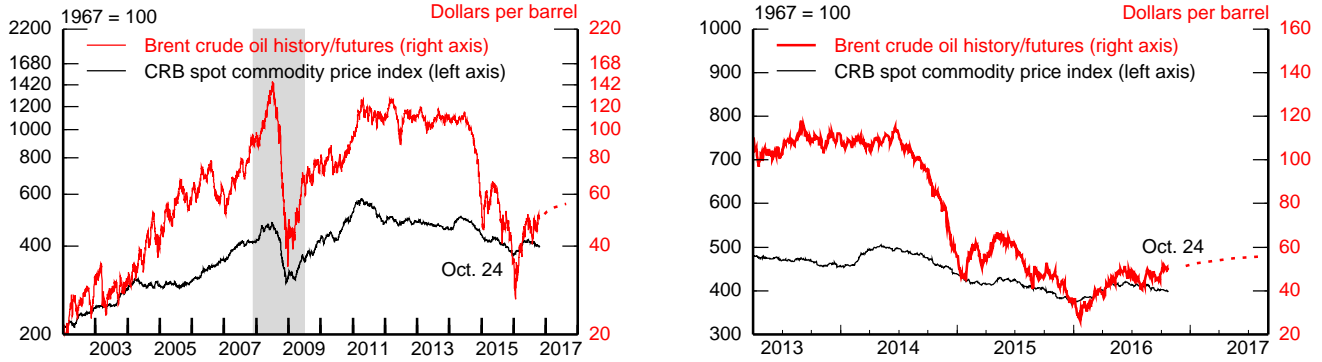 1967 = 100
Dollars per barrel
Brent crude oil history/futures (right axis)
CRB spot commodity price index (left axis)
2200
1680
1420
1200
1000
800
600
400
200
220
168
142
120
100
80
60
40
20
Oct. 24
2003 2005 2007 2009 2011 2013 2015 2017
1967 = 100
Dollars per barrel
Brent crude oil history/futures (right axis)
CRB spot commodity price index (left axis)
1000
900
800
700
600
500
400
300
160
140
120
100
80
60
40
20
Oct. 24
2013 2014 2015 2016